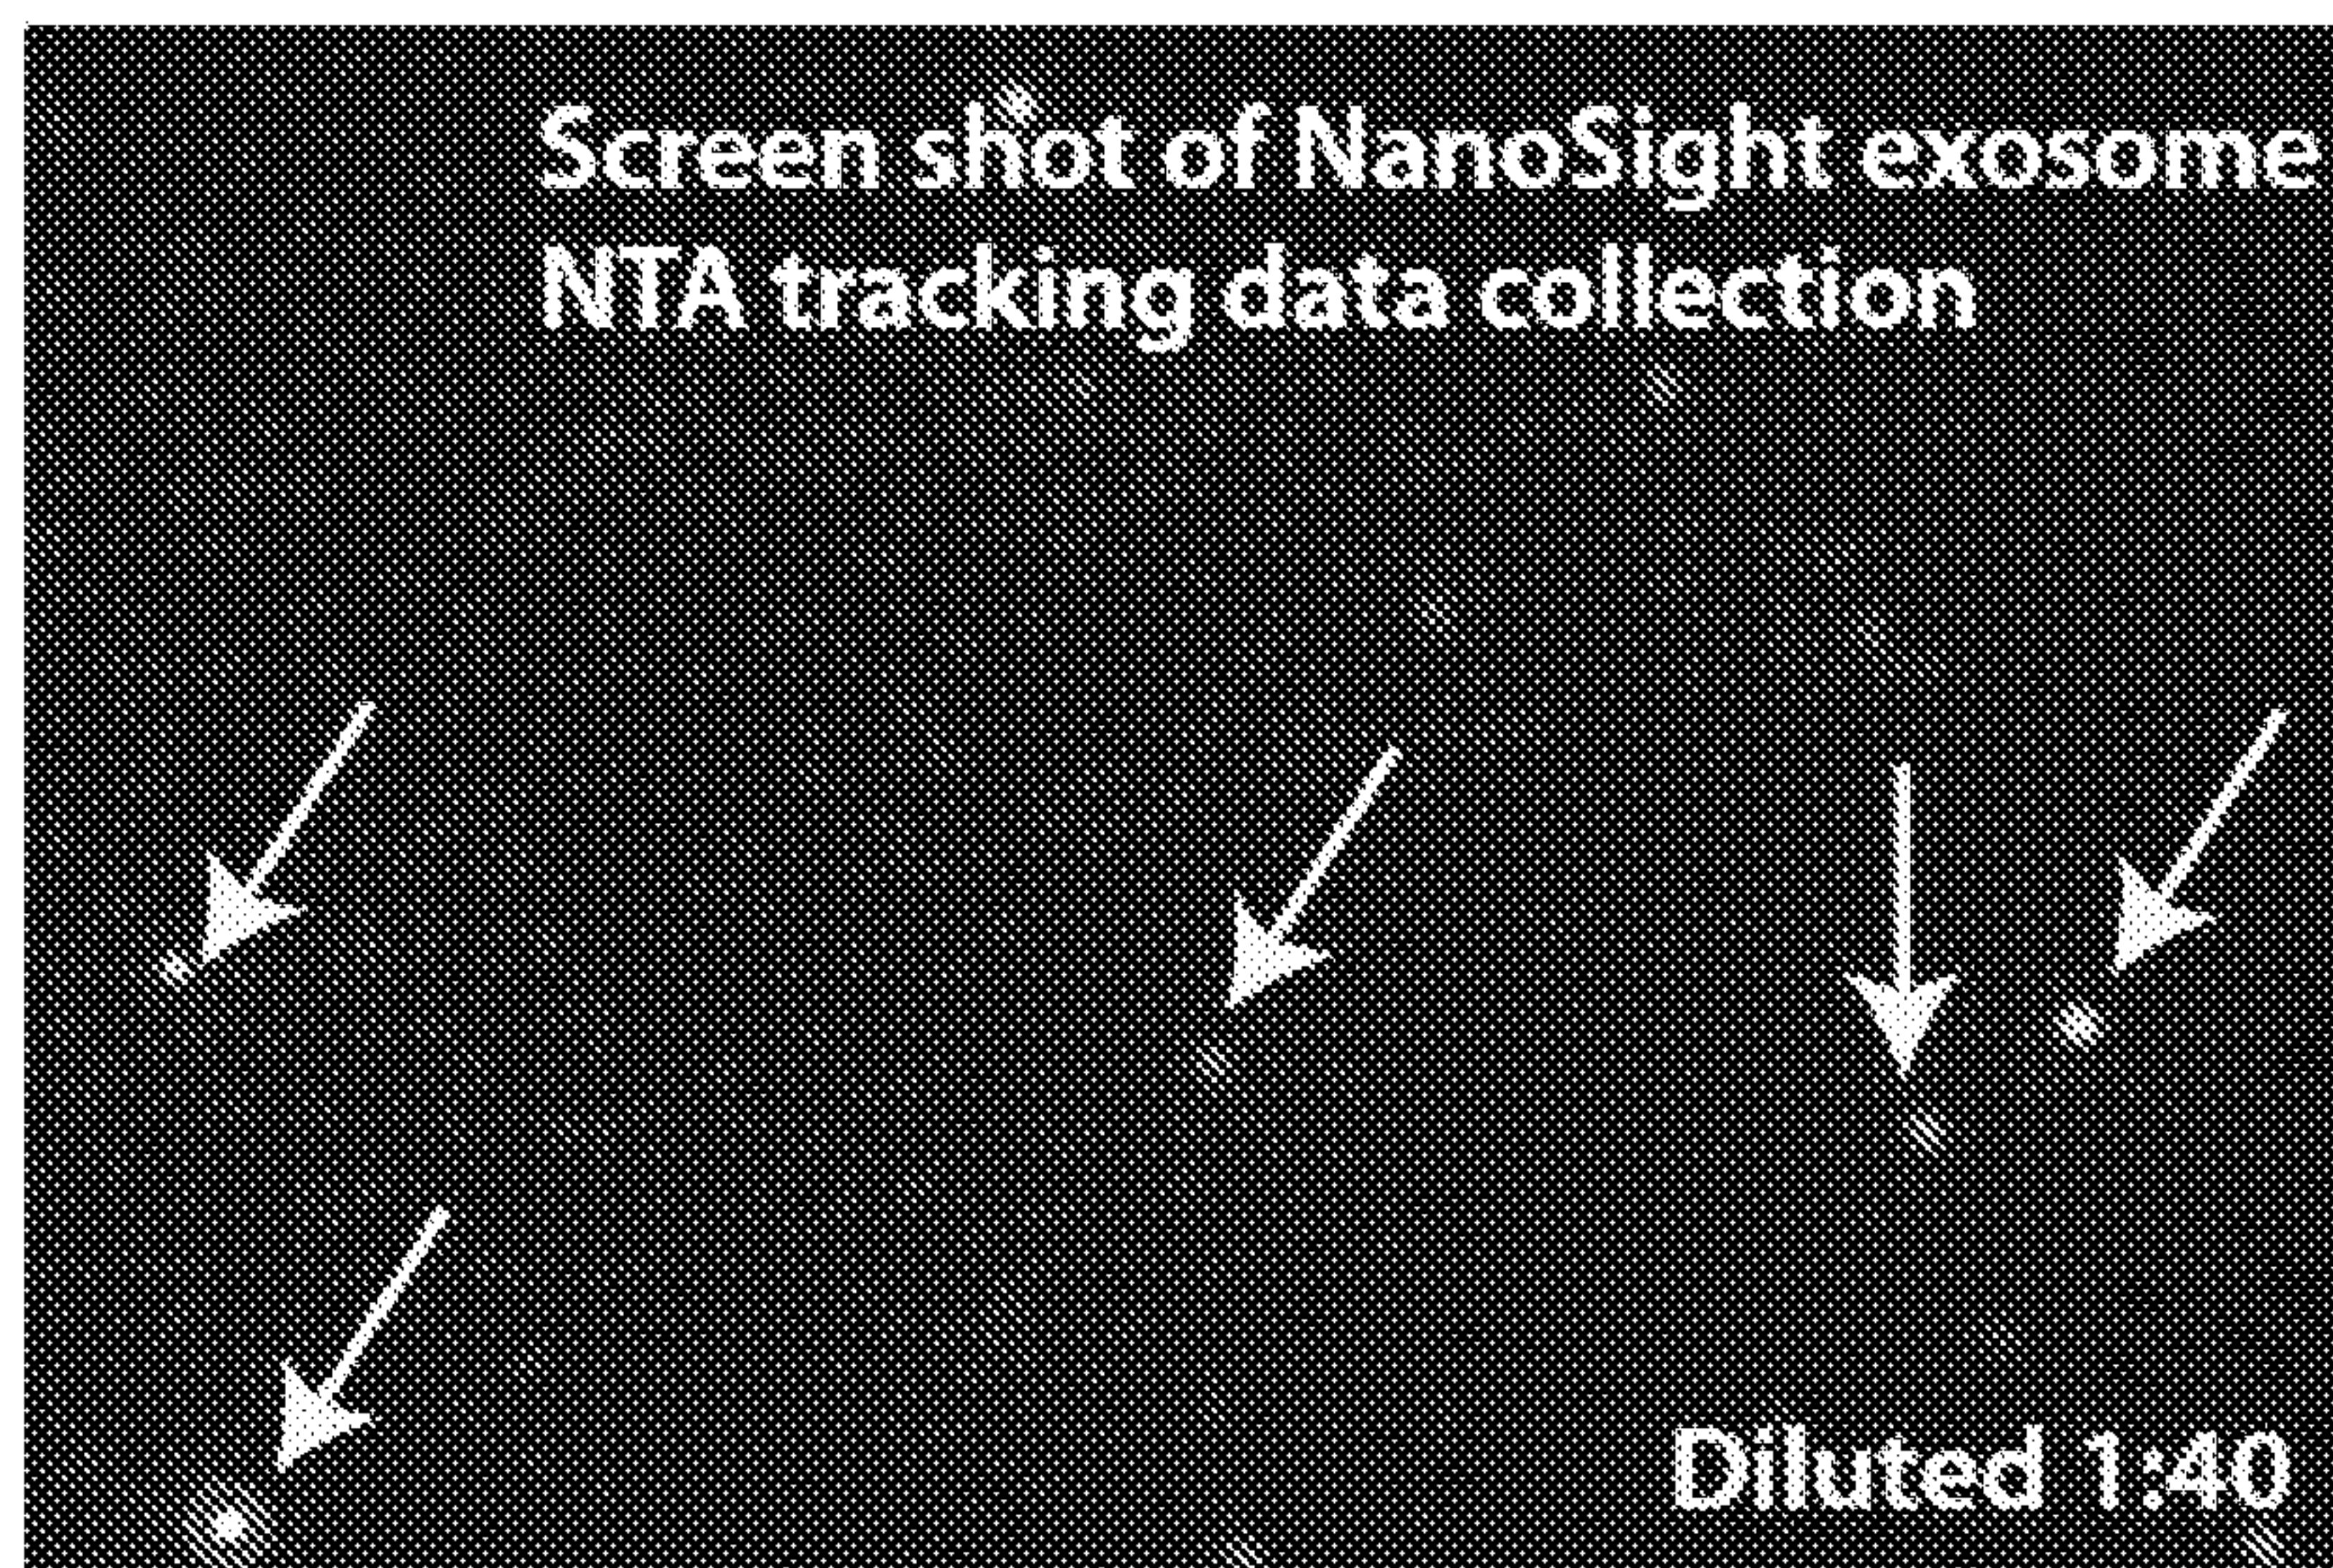 Screen shot of NanoSight exosome
NTA tracking data collection
Diluted 1:40